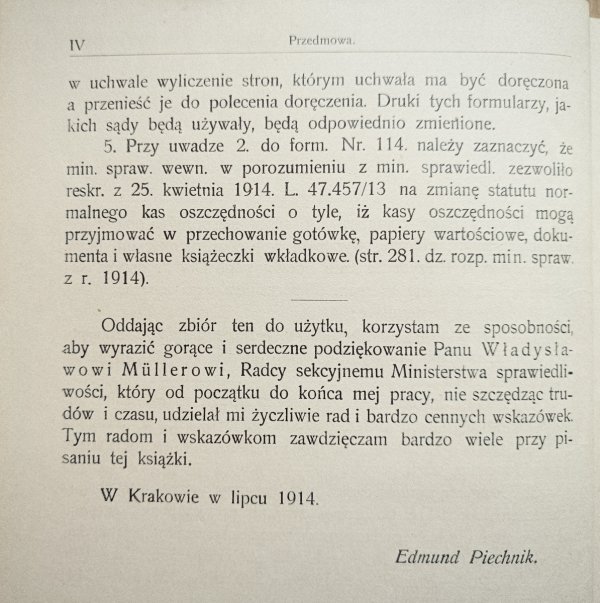 IV
Przedmowa.
w uchwale wyliczenie stron, którym uchwała ma być doręczona
a przenieść je do polecenia doręczenia. Druki tych formularzy, ja-
kich sądy będą używały, będą odpowiednio zmienione.
5. Przy uwadze 2. do form. Nr. 114. należy zaznaczyć, że
min. spraw. wewn. w porozumieniu z min. sprawiedl. zezwoliło
reskr. z 25. kwietnia 1914. L. 47.457/13 na zmianę statutu nor-
malnego kas oszczędności o tyle, iż kasy oszczędności mogą
przyjmować w przechowanie gotówkę, papiery wartościowe, doku-
menta i własne książeczki wkładkowe. (str. 281. dz. rozp. min. spraw.
z r. 1914).
Oddając zbiór ten do użytku, korzystam ze sposobności,
aby wyrazić gorące i serdeczne podziękowanie Panu Władysła-
wowi Müllerowi, Radcy sekcyjnemu Ministerstwa sprawiedli-
wości, który od początku do końca mej pracy, nie szczędząc tru-
dów i czasu, udzielał mi życzliwie rad i bardzo cennych wskazówek.
Tym radom i wskazówkom zawdzięczam bardzo wiele przy pi-
saniu tej książki.
W Krakowie w lipcu 1914.
Edmund Piechnik.